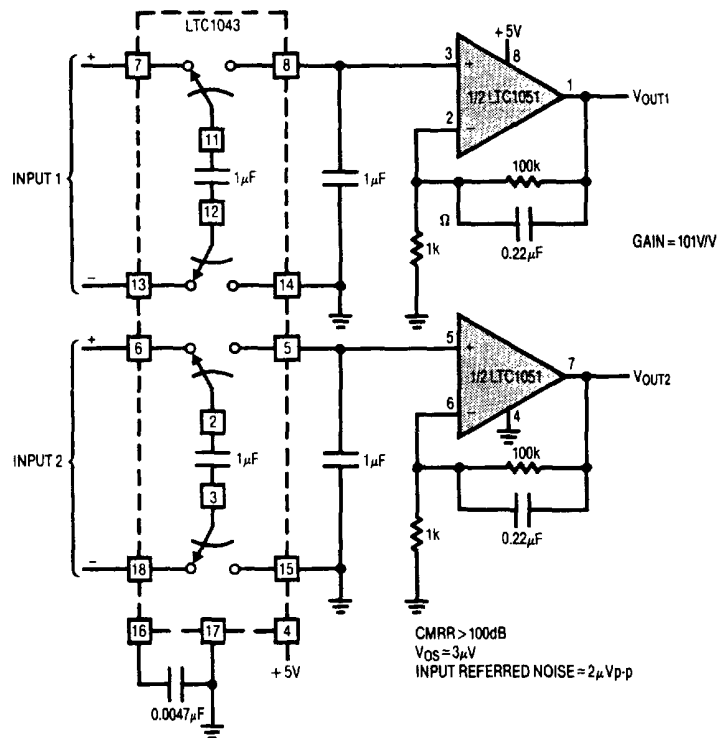 LTC1043
+ 7 8 3 + +5V 8
1/2 LTC1051 1 VOUT1
2 −
11
1µF
12
INPUT 1
1µF
100k
Ω
0.22µF
1k
GAIN = 101V/V
− 13 14
+ 6 5 5 +
1/2 LTC1051 7 VOUT2
6 −
4
2
1µF
3
INPUT 2
1µF
100k
0.22µF
1k
− 18 15
16 17 4
+5V
0.0047µF
CMRR > 100dB
VOS ≈ 3µV
INPUT REFERRED NOISE ≈ 2µVp-p